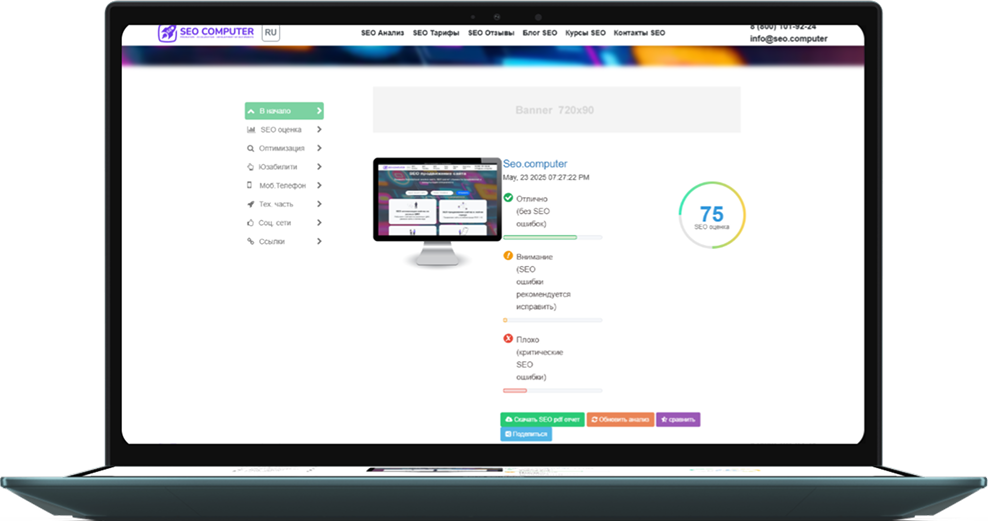 SEO COMPUTER
RU
SEO Анализ SEO Тарифы SEO Отзывы Блог SEO Курсы SEO Контакты SEO
8 (800) 101-92-24
info@seo.computer
В начало
SEO оценка
Оптимизация
Юзабилити
Моб.Телефон
Тех. часть
Соц. сети
Ссылки
Banner 720x90
SEO продвижение сайта
Seo.computer
May, 23 2025 07:27:22 PM
Отлично
(без SEO
ошибок)
Внимание
(SEO
ошибки
рекомендуется
исправить)
Плохо
(критические
SEO
ошибки)
75
SEO оценка
Скачать SEO pdf отчет
Обновить анализ
сравнить
Поделиться